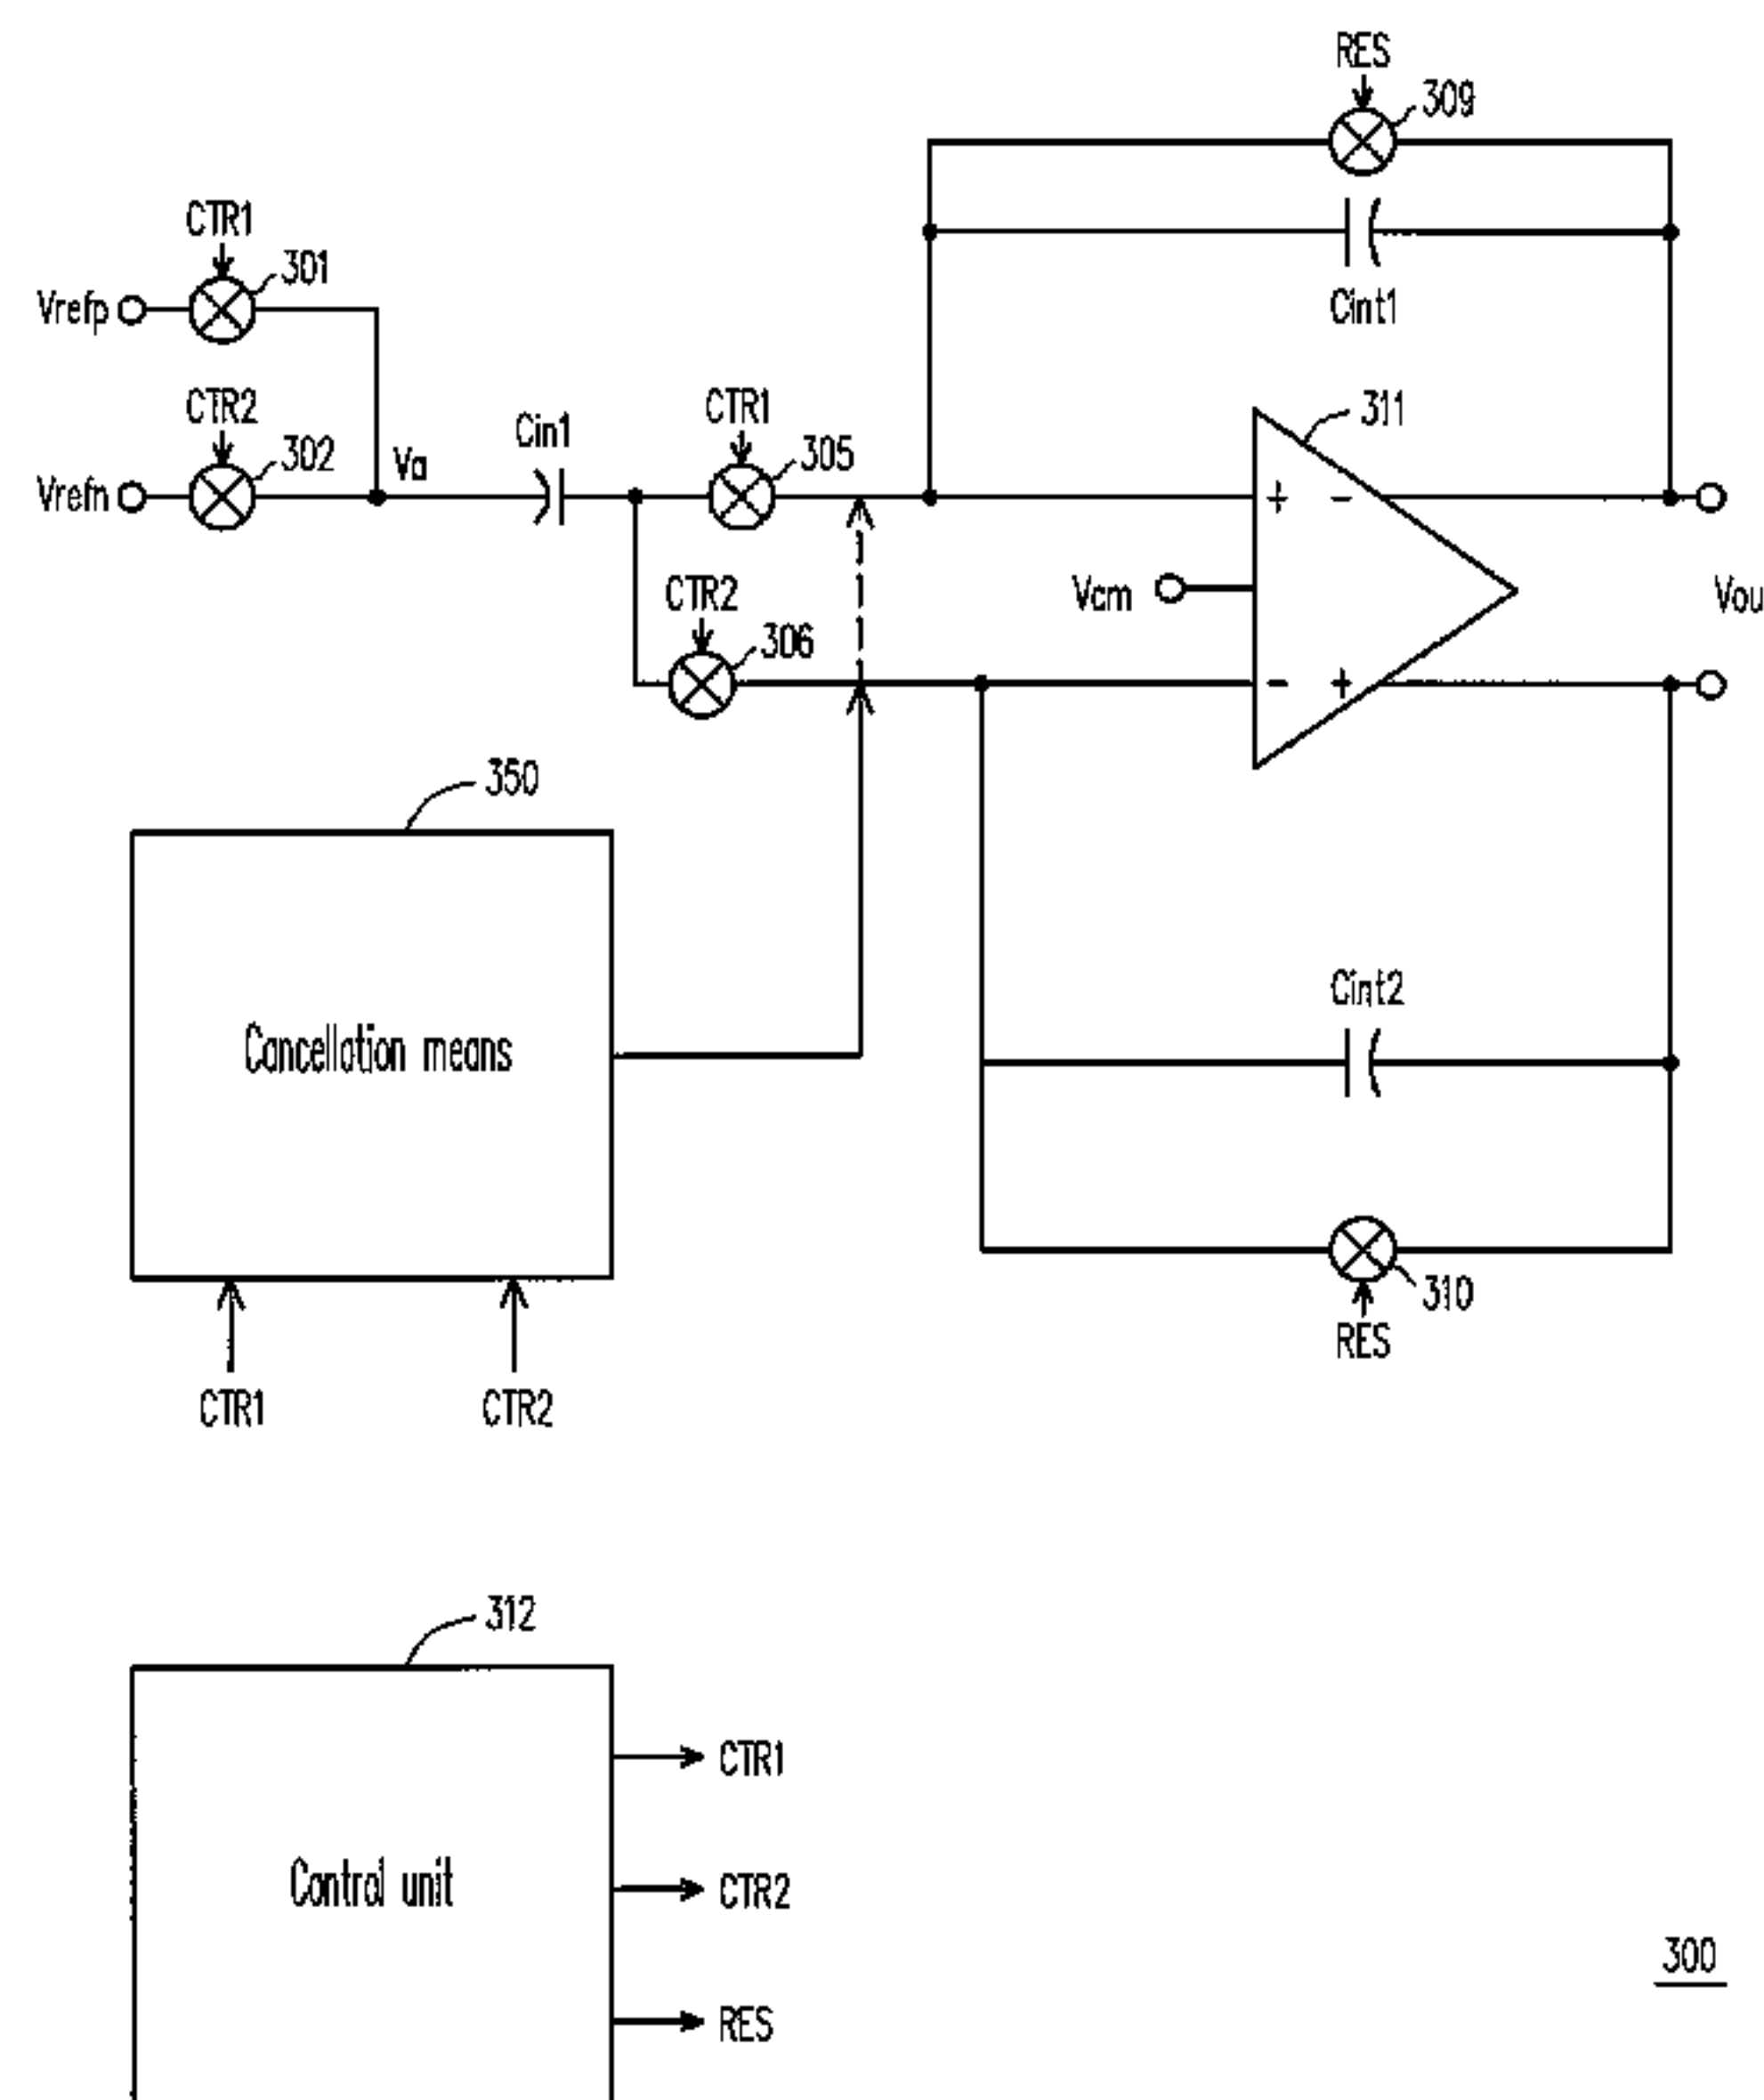 RES
309
CTR1
301
Vrefp
Cint1
CTR2
302
Vrefn
Va
Cin1
CTR1
305
311
+ -
Vcm
Vou
CTR2
306
- +
350
Cancellation means
CTR1 CTR2
Cint2
310
RES
312
Control unit
CTR1
CTR2
RES
300